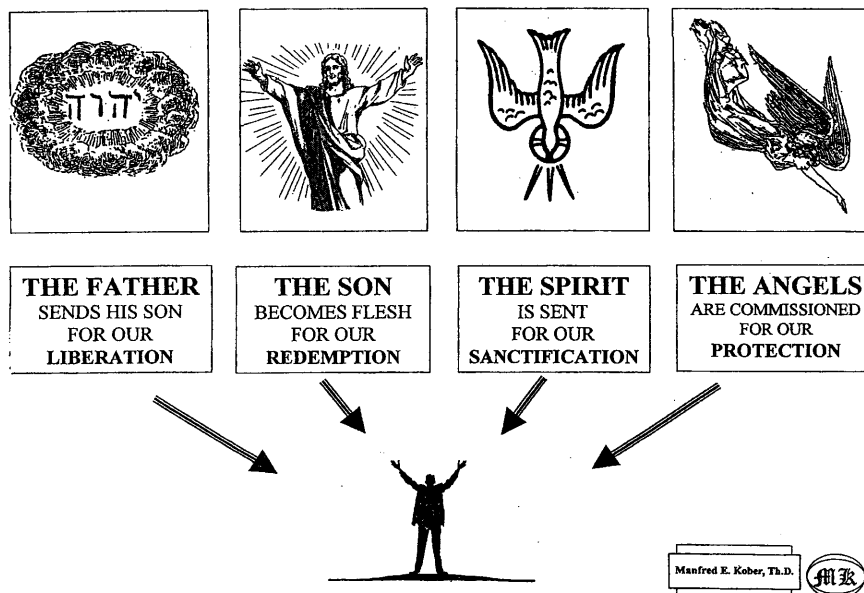 יהוה
THE FATHER
SENDS HIS SON
FOR OUR
LIBERATION
THE SON
BECOMES FLESH
FOR OUR
REDEMPTION
THE SPIRIT
IS SENT
FOR OUR
SANCTIFICATION
THE ANGELS
ARE COMMISSIONED
FOR OUR
PROTECTION
Manfred E. Kober, Th.D.
MK